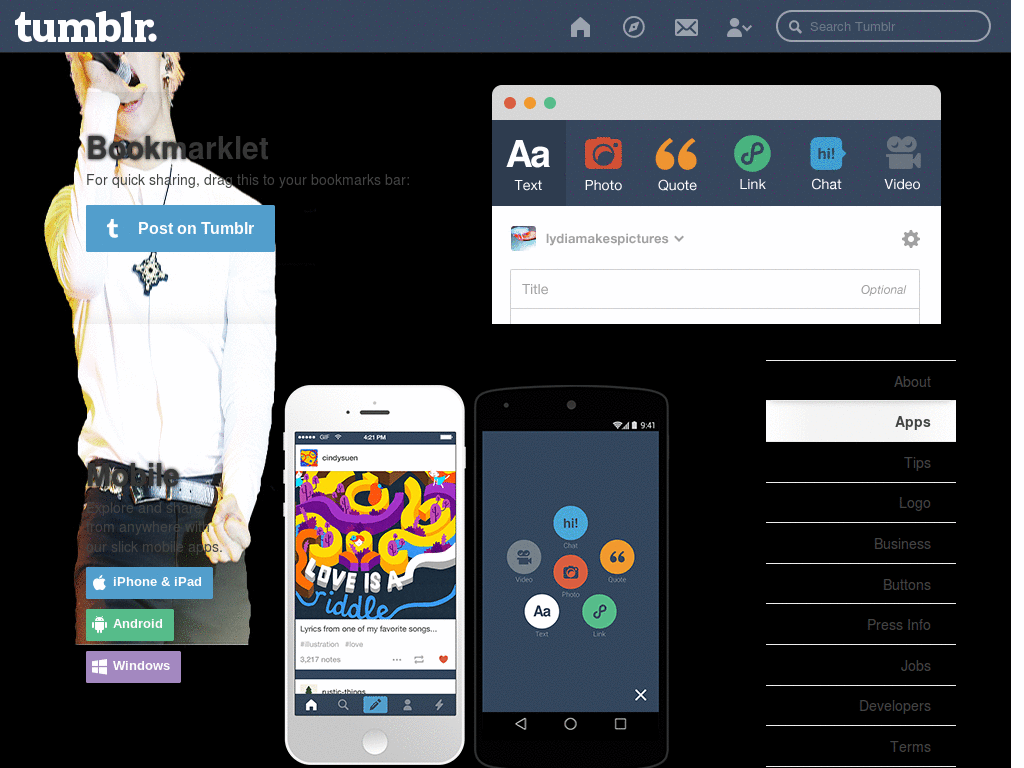 tumblr.
Search Tumblr
Bookmarklet
For quick sharing, drag this to your bookmarks bar:
Post on Tumblr
Aa
Text
Photo
Quote
Link
hi!
Chat
Video
lydiamakespictures
Title
Optional
About
Apps
Tips
Logo
Business
Buttons
Press Info
Jobs
Developers
Terms
Mobile
Explore and share
from anywhere with
our slick mobile apps.
iPhone & iPad
Android
Windows
GIF
4:21 PM
cindysuen
LOVE IS A
riddle
Lyrics from one of my favorite songs...
#illustration #love
3,217 notes
rustic-things
9:41
hi!
Chat
Video
Quote
Photo
Aa
Text
Link